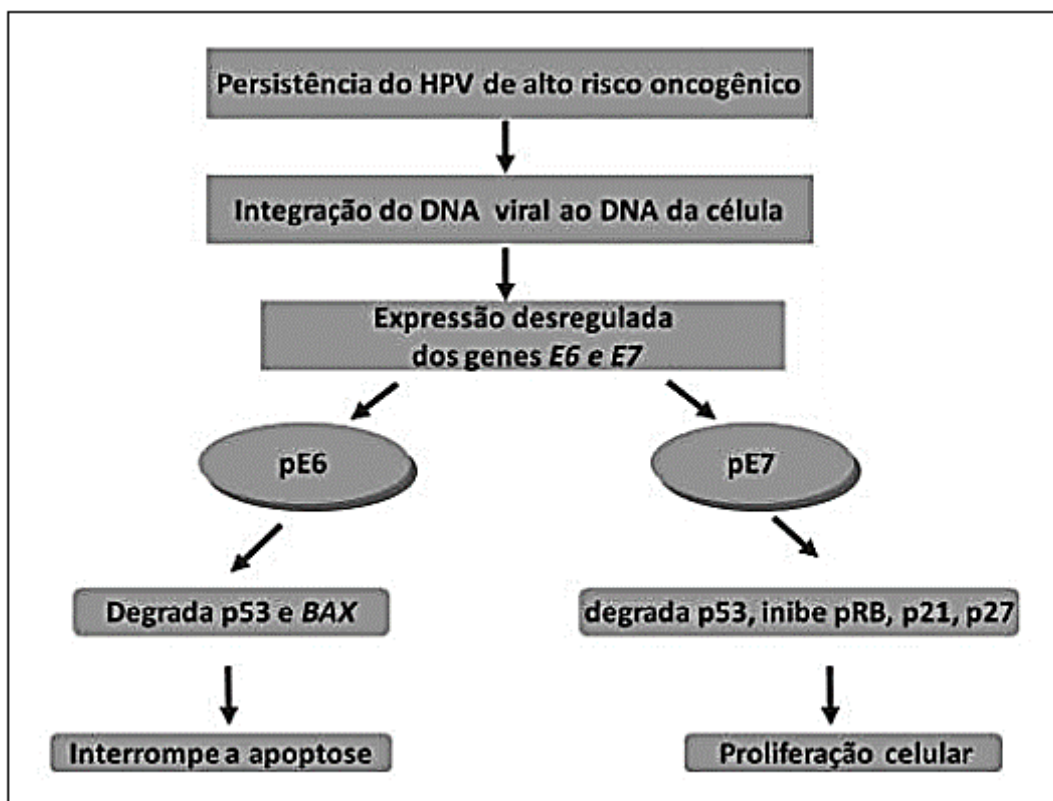 Persistência do HPV de alto risco oncogênico
Integração do DNA viral ao DNA da célula
Expressão desregulada
dos genes E6 e E7
pE6
pE7
Degrada p53 e BAX
degrada p53, inibe pRB, p21, p27
Interrompe a apoptose
Proliferação celular